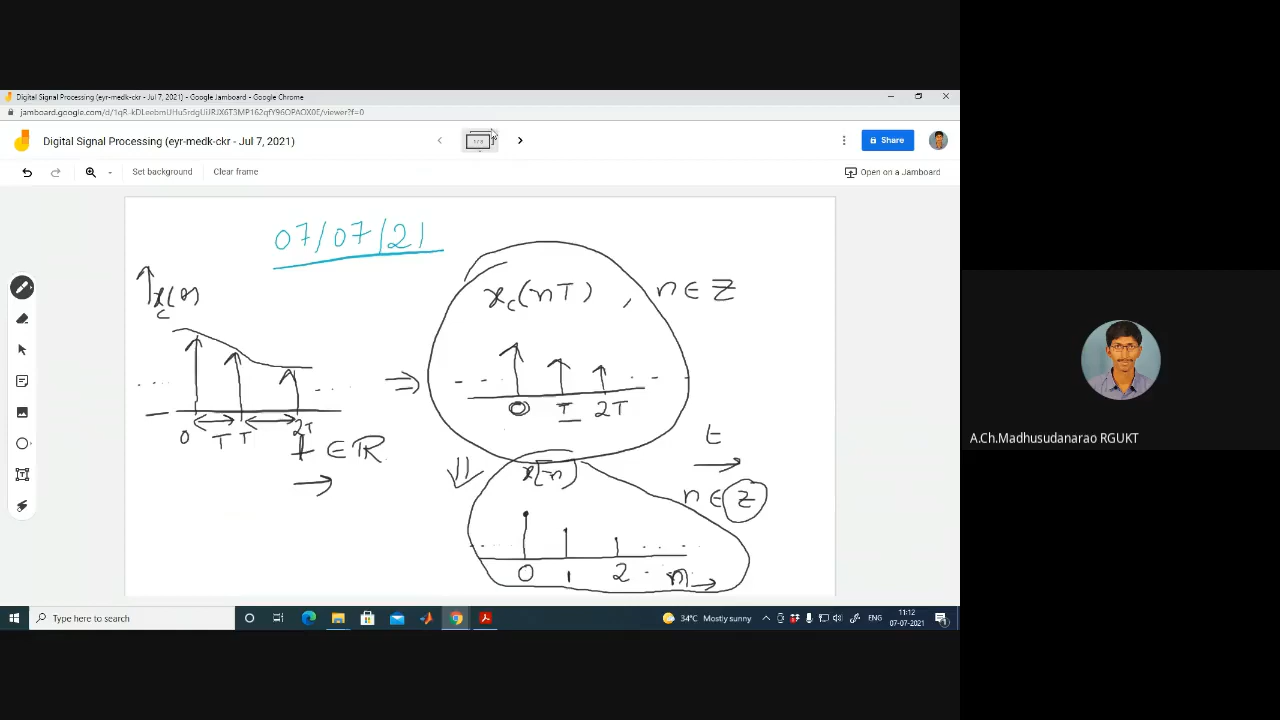 Digital Signal Processing (eyr-medk-ckr - Jul 7, 2021) - Google Jamboard - Google Chrome
Digital Signal Processing (eyr-medk-ckr - Jul 7, 2021)
Share
Set background
Clear frame
Open on a Jamboard
07/07/21
x_c(nT), n∈Z
0 T 2T
0 T T 2T
t ∈ ℝ
t
x[n]
n∈Z
0 1 2 n
A.Ch.Madhusudanarao RGUKT
Type here to search
34°C Mostly sunny
ENG
11:12
07-07-2021